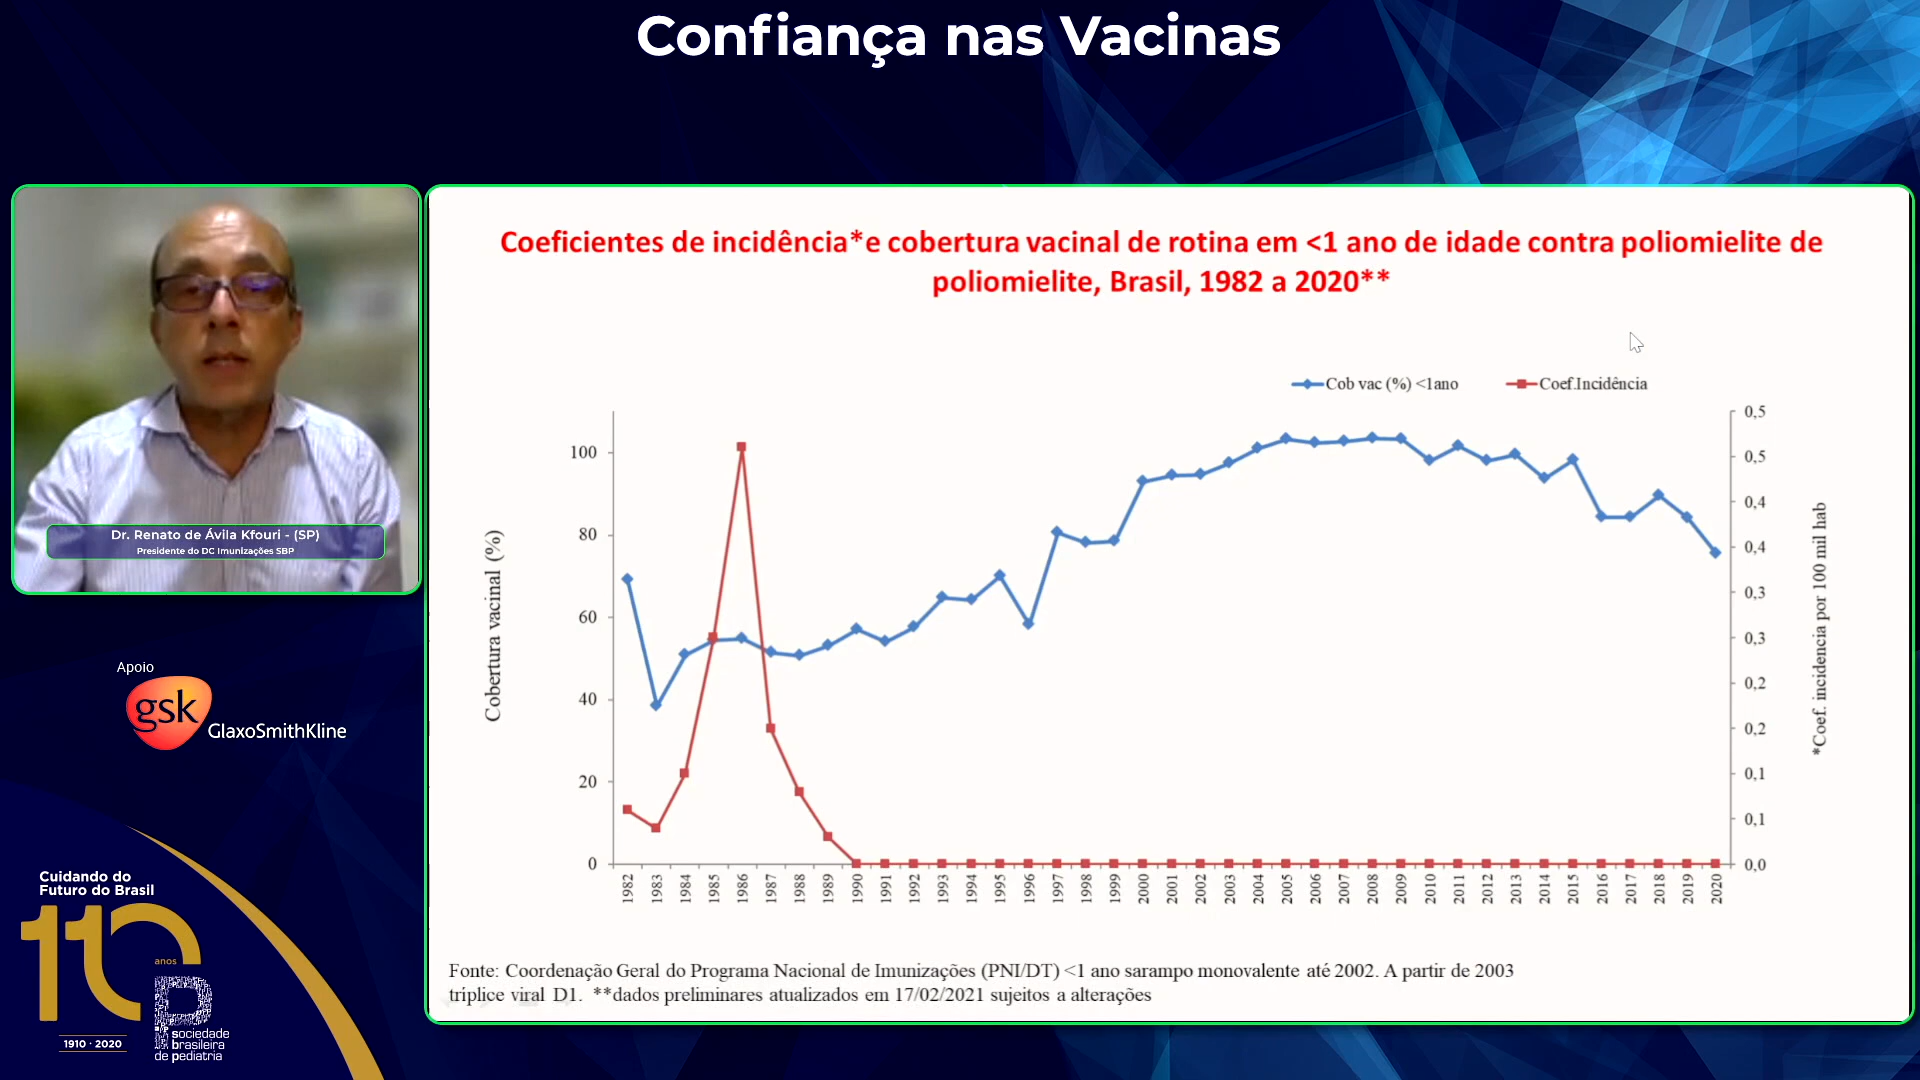 Confiança nas Vacinas
Dr. Renato de Ávila Kfouri - (SP)
Presidente do DC Imunizações SBP
Apoio
gsk
GlaxoSmithKline
Cuidando do
Futuro do Brasil
110
anos
1910 · 2020
sociedade
brasileira
de pediatria
Coeficientes de incidência*e cobertura vacinal de rotina em <1 ano de idade contra poliomielite de
poliomielite, Brasil, 1982 a 2020**
Cob vac (%) <1ano
Coef.Incidência
Cobertura vacinal (%)
100
80
60
40
20
0
0,5
0,5
0,4
0,4
0,3
0,3
0,2
0,2
0,1
0,1
0,0
*Coef. incidencia por 100 mil hab
1982 1983 1984 1985 1986 1987 1988 1989 1990 1991 1992 1993 1994 1995 1996 1997 1998 1999 2000 2001 2002 2003 2004 2005 2006 2007 2008 2009 2010 2011 2012 2013 2014 2015 2016 2017 2018 2019 2020
Fonte: Coordenação Geral do Programa Nacional de Imunizações (PNI/DT) <1 ano sarampo monovalente até 2002. A partir de 2003
tríplice viral D1. **dados preliminares atualizados em 17/02/2021 sujeitos a alterações